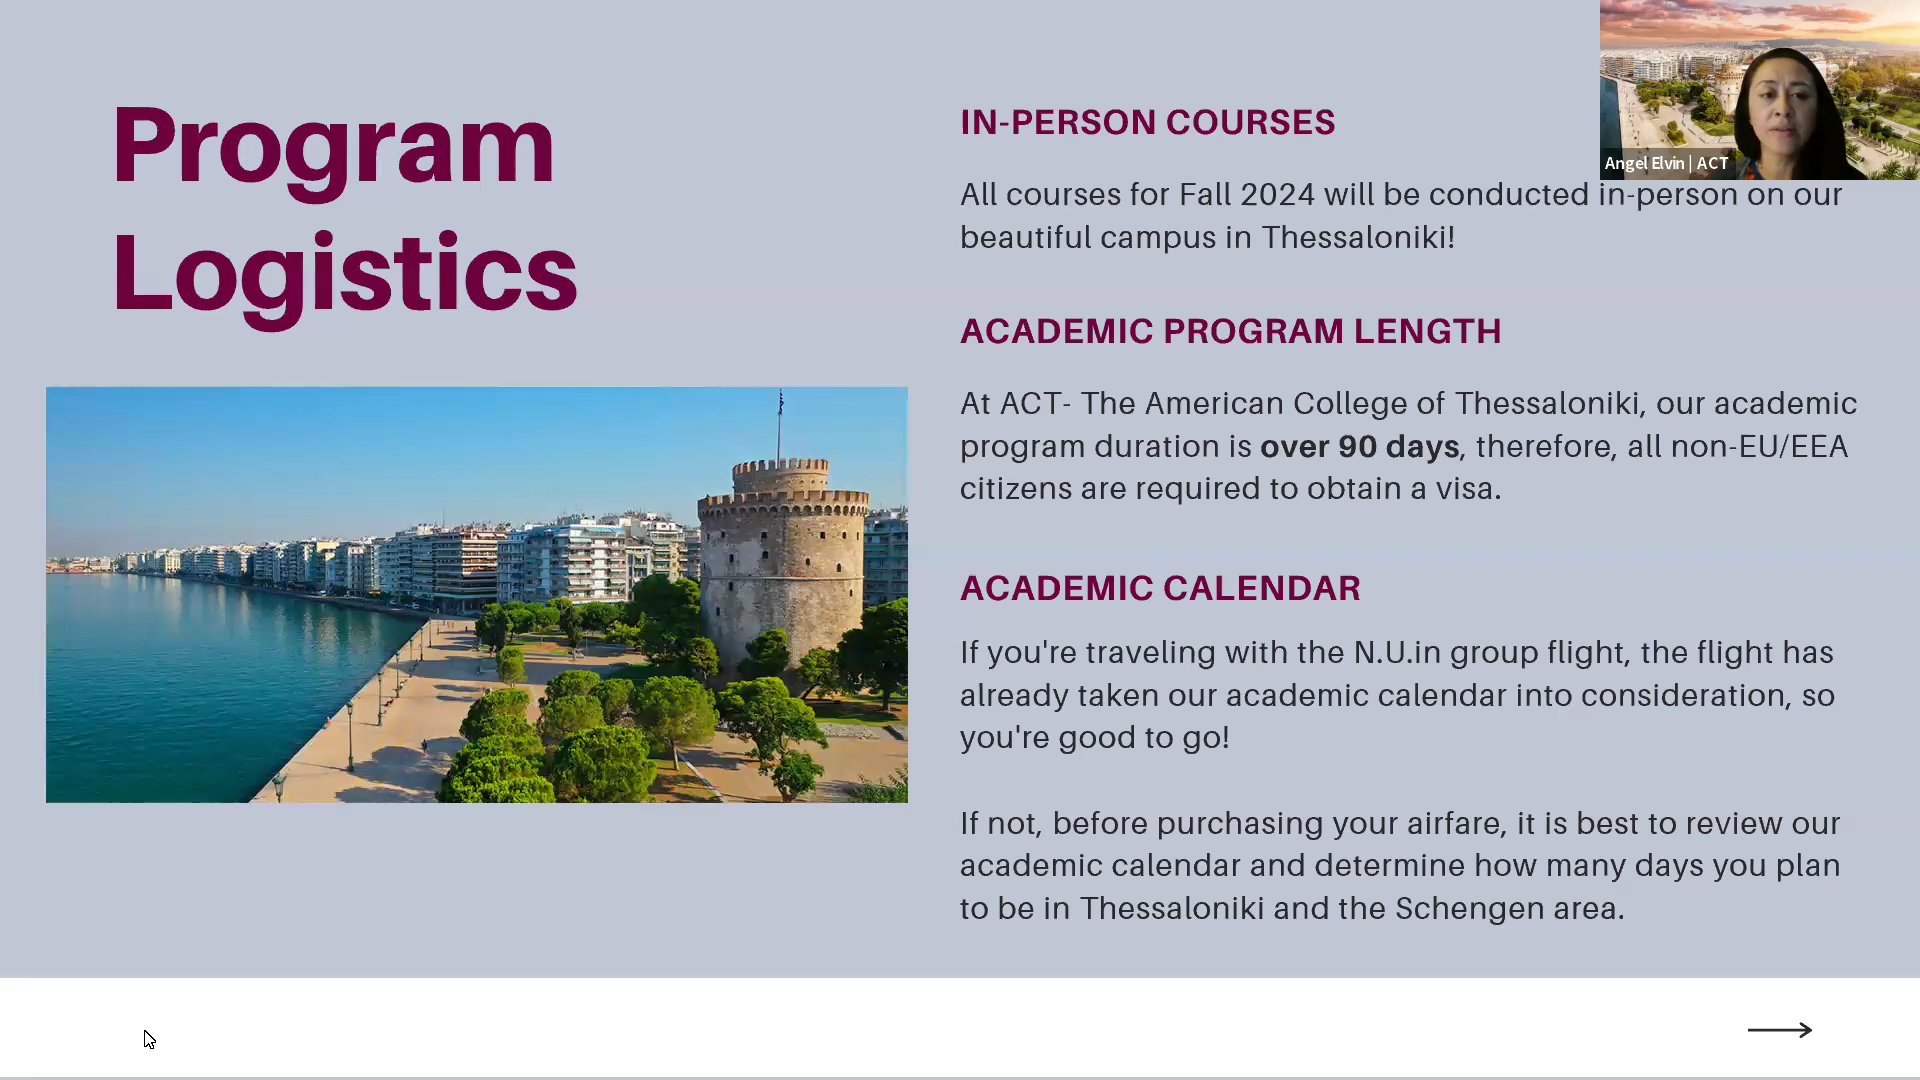 Program
Logistics
IN-PERSON COURSES
All courses for Fall 2024 will be conducted in-person on our
beautiful campus in Thessaloniki!
ACADEMIC PROGRAM LENGTH
At ACT- The American College of Thessaloniki, our academic
program duration is over 90 days, therefore, all non-EU/EEA
citizens are required to obtain a visa.
ACADEMIC CALENDAR
If you're traveling with the N.U.in group flight, the flight has
already taken our academic calendar into consideration, so
you're good to go!
If not, before purchasing your airfare, it is best to review our
academic calendar and determine how many days you plan
to be in Thessaloniki and the Schengen area.
Angel Elvin | ACT